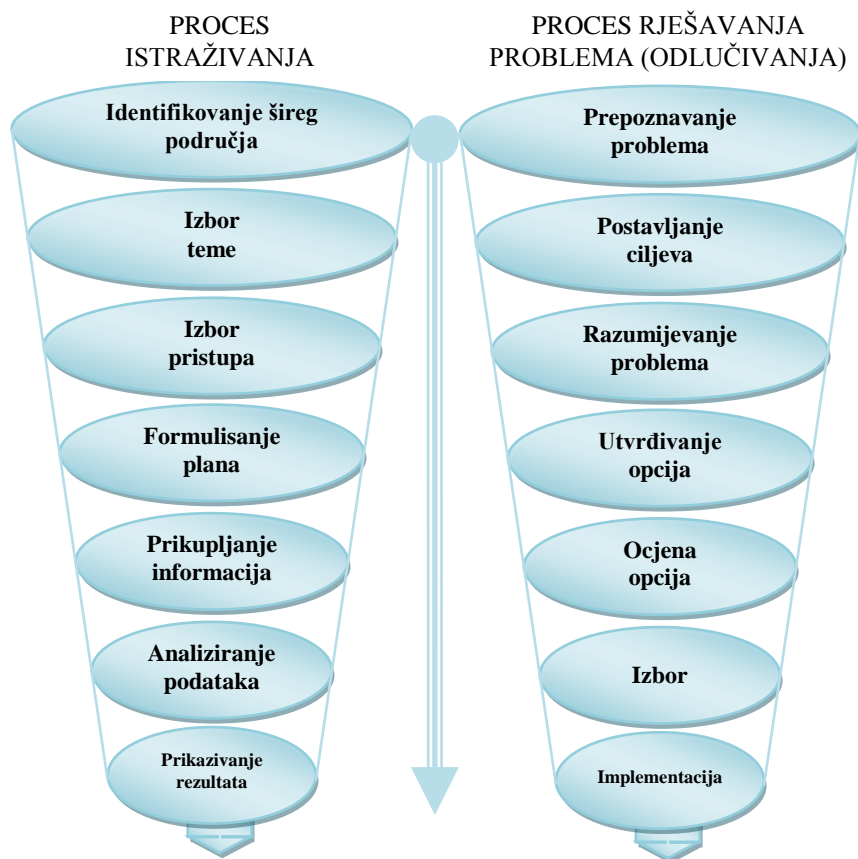 PROCES
ISTRAŽIVANJA
Identifikovanje šireg
područja
Izbor
teme
Izbor
pristupa
Formulisanje
plana
Prikupljanje
informacija
Analiziranje
podataka
Prikazivanje
rezultata
PROCES RJEŠAVANJA
PROBLEMA (ODLUČIVANJA)
Prepoznavanje
problema
Postavljanje
ciljeva
Razumijevanje
problema
Utvrđivanje
opcija
Ocjena
opcija
Izbor
Implementacija